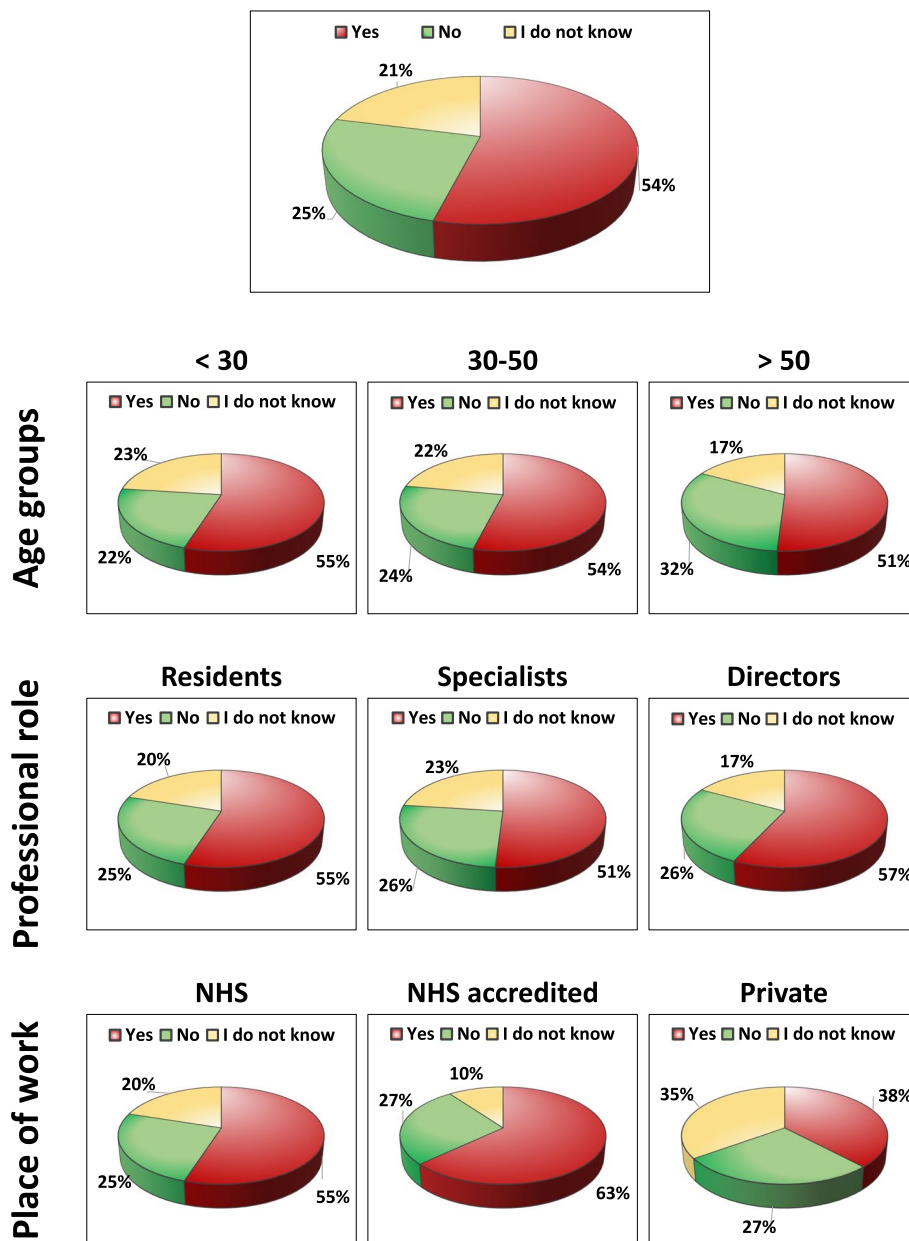 Yes No I do not know
21%
54%
25%
Age groups
< 30 30-50 > 50
Yes No I do not know Yes No I do not know Yes No I do not know
23% 22% 17%
22% 55% 24% 54% 32% 51%
Professional role
Residents Specialists Directors
Yes No I do not know Yes No I do not know Yes No I do not know
20% 23% 17%
25% 55% 26% 51% 26% 57%
Place of work
NHS NHS accredited Private
Yes No I do not know Yes No I do not know Yes No I do not know
20% 10% 35% 38%
27%
25% 55% 63% 27%